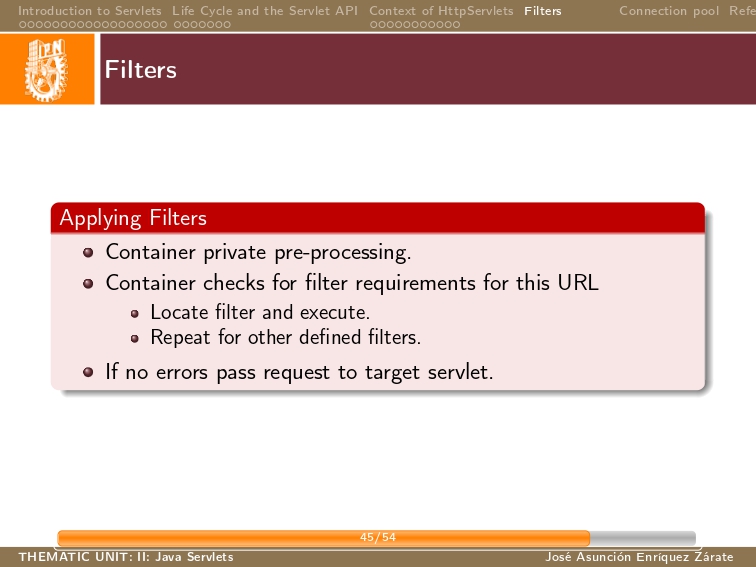 Introduction to Servlets Life Cycle and the Servlet API Context of HttpServlets Filters Connection pool Refe
IPN
Filters
Applying Filters
Container private pre-processing.
Container checks for filter requirements for this URL
Locate filter and execute.
Repeat for other defined filters.
If no errors pass request to target servlet.
45/54
THEMATIC UNIT: II: Java Servlets José Asunción Enríquez Zárate